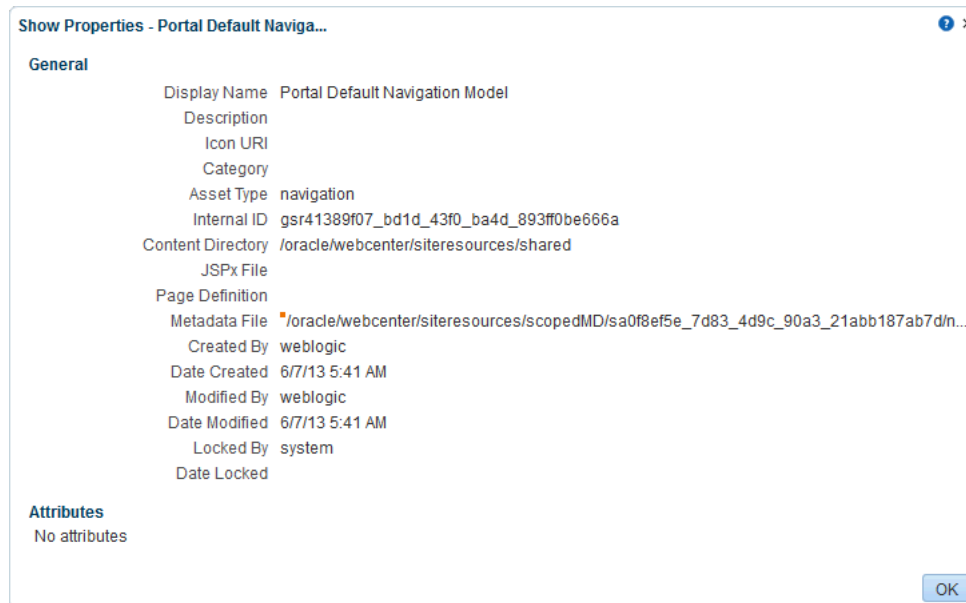 Show Properties - Portal Default Naviga...
General
Display Name Portal Default Navigation Model
Description
Icon URI
Category
Asset Type navigation
Internal ID gsr41389f07_bd1d_43f0_ba4d_893ff0be666a
Content Directory /oracle/webcenter/siteresources/shared
JSPx File
Page Definition
Metadata File "/oracle/webcenter/siteresources/scopedMD/sa0f8ef5e_7d83_4d9c_90a3_21abb187ab7d/n...
Created By weblogic
Date Created 6/7/13 5:41 AM
Modified By weblogic
Date Modified 6/7/13 5:41 AM
Locked By system
Date Locked
Attributes
No attributes
OK